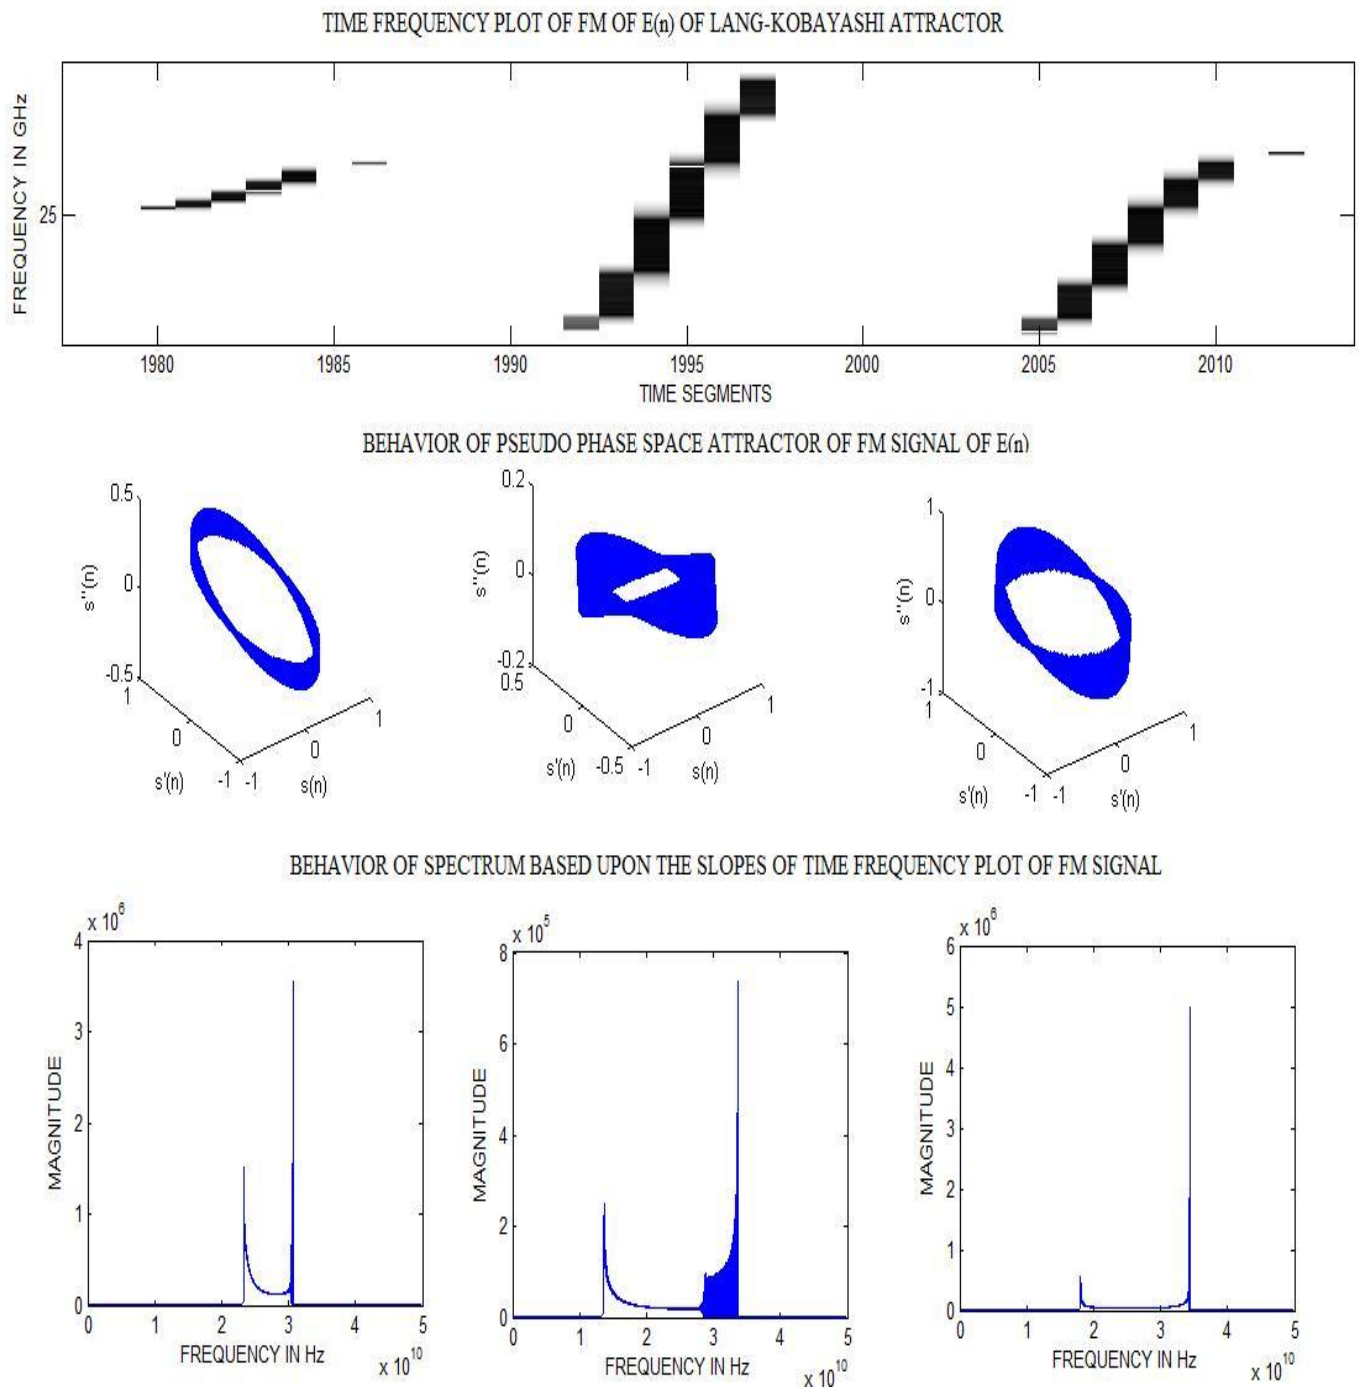 TIME FREQUENCY PLOT OF FM OF E(n) OF LANG-KOBAYASHI ATTRACTOR
FREQUENCY IN GHz
25
1980 1985 1990 1995 2000 2005 2010
TIME SEGMENTS
BEHAVIOR OF PSEUDO PHASE SPACE ATTRACTOR OF FM SIGNAL OF E(n)
0.5
0
-0.5
s''(n)
1
0
-1
s'(n)
-1
0
1
s(n)
0.2
0
-0.2
s''(n)
0.5
0
-0.5
s'(n)
-1
0
1
s(n)
1
0
-1
s''(n)
1
0
-1
s'(n)
-1
0
1
s'(n)
BEHAVIOR OF SPECTRUM BASED UPON THE SLOPES OF TIME FREQUENCY PLOT OF FM SIGNAL
x 10^6
4
3
2
1
0
MAGNITUDE
0 1 2 3 4 5
FREQUENCY IN Hz
x 10^10
x 10^5
8
6
4
2
0
MAGNITUDE
0 1 2 3 4 5
FREQUENCY IN Hz
x 10^10
x 10^6
6
5
4
3
2
1
0
MAGNITUDE
0 1 2 3 4 5
FREQUENCY IN Hz
x 10^10